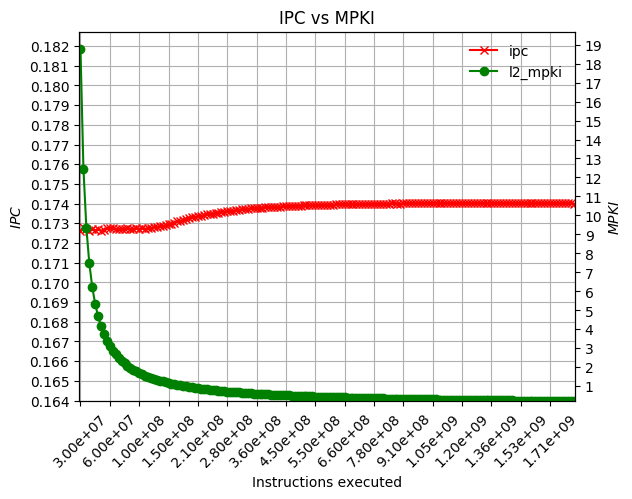 IPC vs MPKI
ipc
l2_mpki
0.182
0.181
0.180
0.179
0.178
0.177
0.176
0.175
0.174
0.173
0.172
0.171
0.170
0.169
0.168
0.167
0.166
0.165
0.164
IPC
19
18
17
16
15
14
13
12
11
10
9
8
7
6
5
4
3
2
1
MPKI
3.00e+07
6.00e+07
1.00e+08
1.50e+08
2.10e+08
2.80e+08
3.60e+08
4.50e+08
5.50e+08
6.60e+08
7.80e+08
9.10e+08
1.05e+09
1.20e+09
1.36e+09
1.53e+09
1.71e+09
Instructions executed